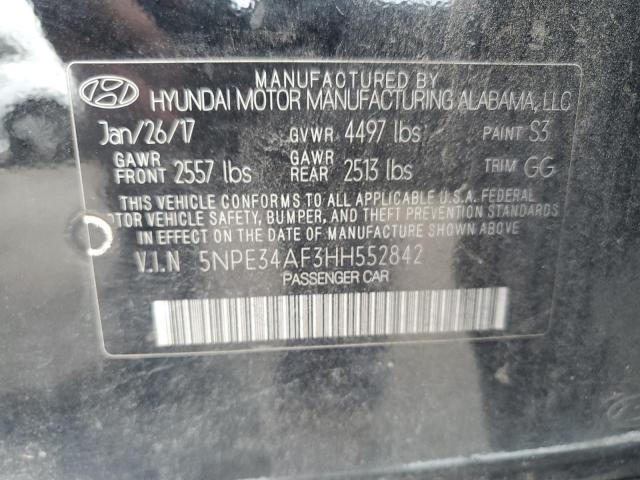 MANUFACTURED BY
HYUNDAI MOTOR MANUFACTURING ALABAMA, LLC
Jan/26/17 GVWR 4497 lbs PAINT S3
GAWR FRONT 2557 lbs GAWR REAR 2513 lbs TRIM GG
THIS VEHICLE CONFORMS TO ALL APPLICABLE U.S.A. FEDERAL
MOTOR VEHICLE SAFETY, BUMPER, AND THEFT PREVENTION STANDARDS
IN EFFECT ON THE DATE OF MANUFACTURE SHOWN ABOVE.
V.I.N 5NPE34AF3HH552842
PASSENGER CAR